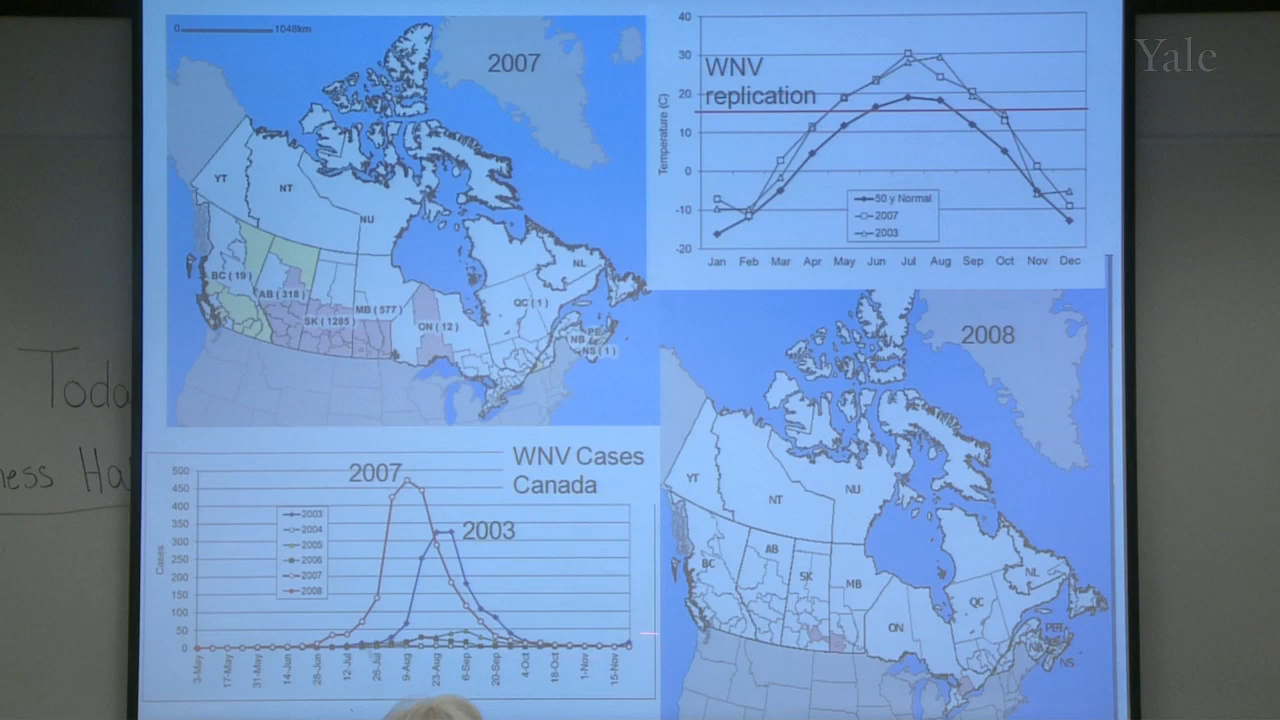 0 1048km
2007
YT
NT
NU
NL
BC ( 19 )
AB ( 318 )
SK ( 1285 )
MB ( 577 )
ON ( 12 )
QC ( 1 )
PE
NB
NS ( 1 )
WNV
replication
Temperature (C)
40
30
20
10
0
-10
-20
50 y Normal
2007
2003
Jan Feb Mar Apr May Jun Jul Aug Sep Oct Nov Dec
Yale
Toda
ness Ha
WNV Cases
Canada
2007
2003
Cases
500
450
400
350
300
250
200
150
100
50
0
2003
2004
2005
2006
2007
2008
3-May 17-May 31-May 14-Jun 28-Jun 12-Jul 26-Jul 9-Aug 23-Aug 6-Sep 20-Sep 4-Oct 18-Oct 1-Nov 15-Nov
2008
YT
NT
NU
BC
AB
SK
MB
ON
QC
NL
NB
NS